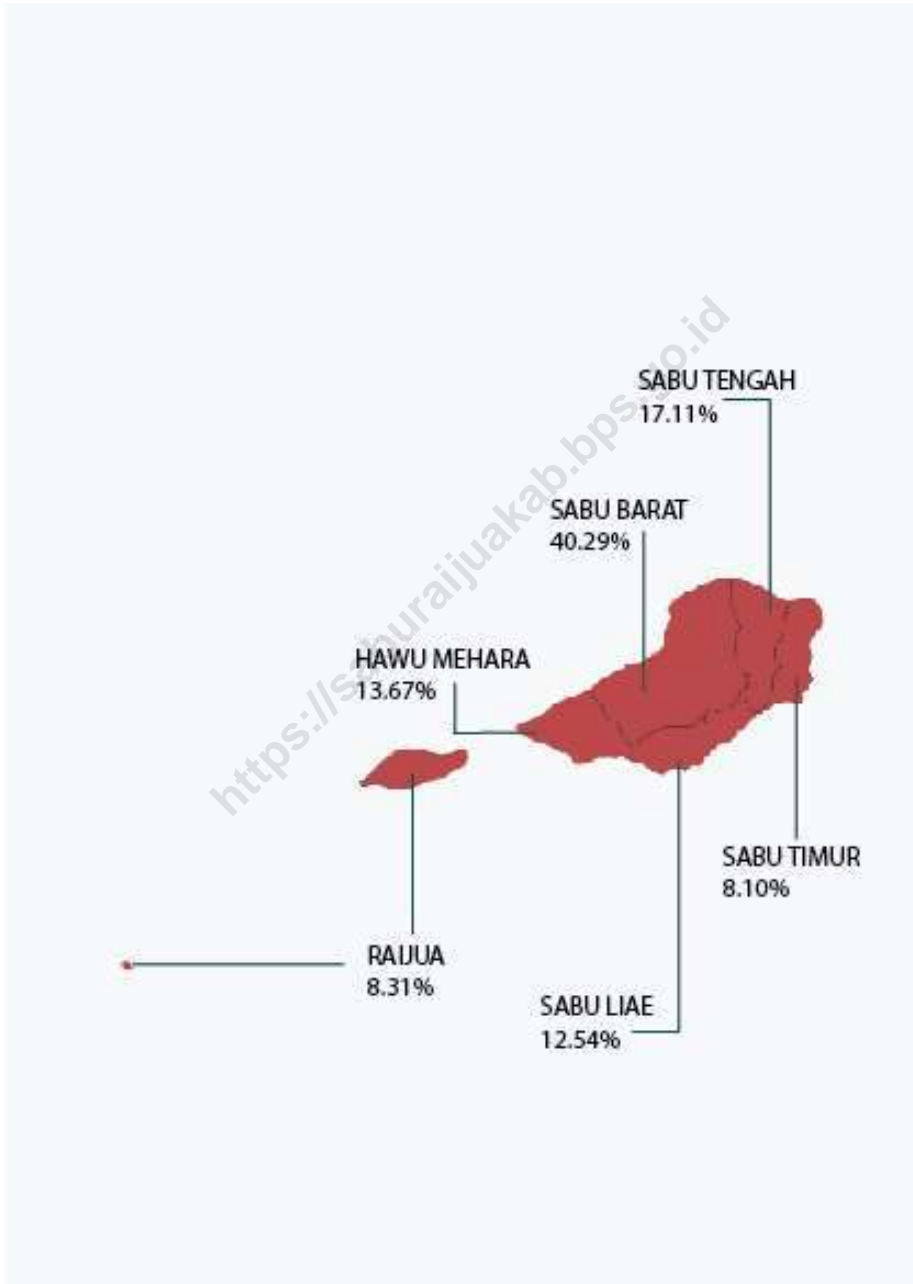 SABU TENGAH
17.11%
SABU BARAT
40.29%
HAWU MEHARA
13.67%
SABU TIMUR
8.10%
RAIJUA
8.31%
SABU LIAE
12.54%
https://saburaijuakab.bps.go.id